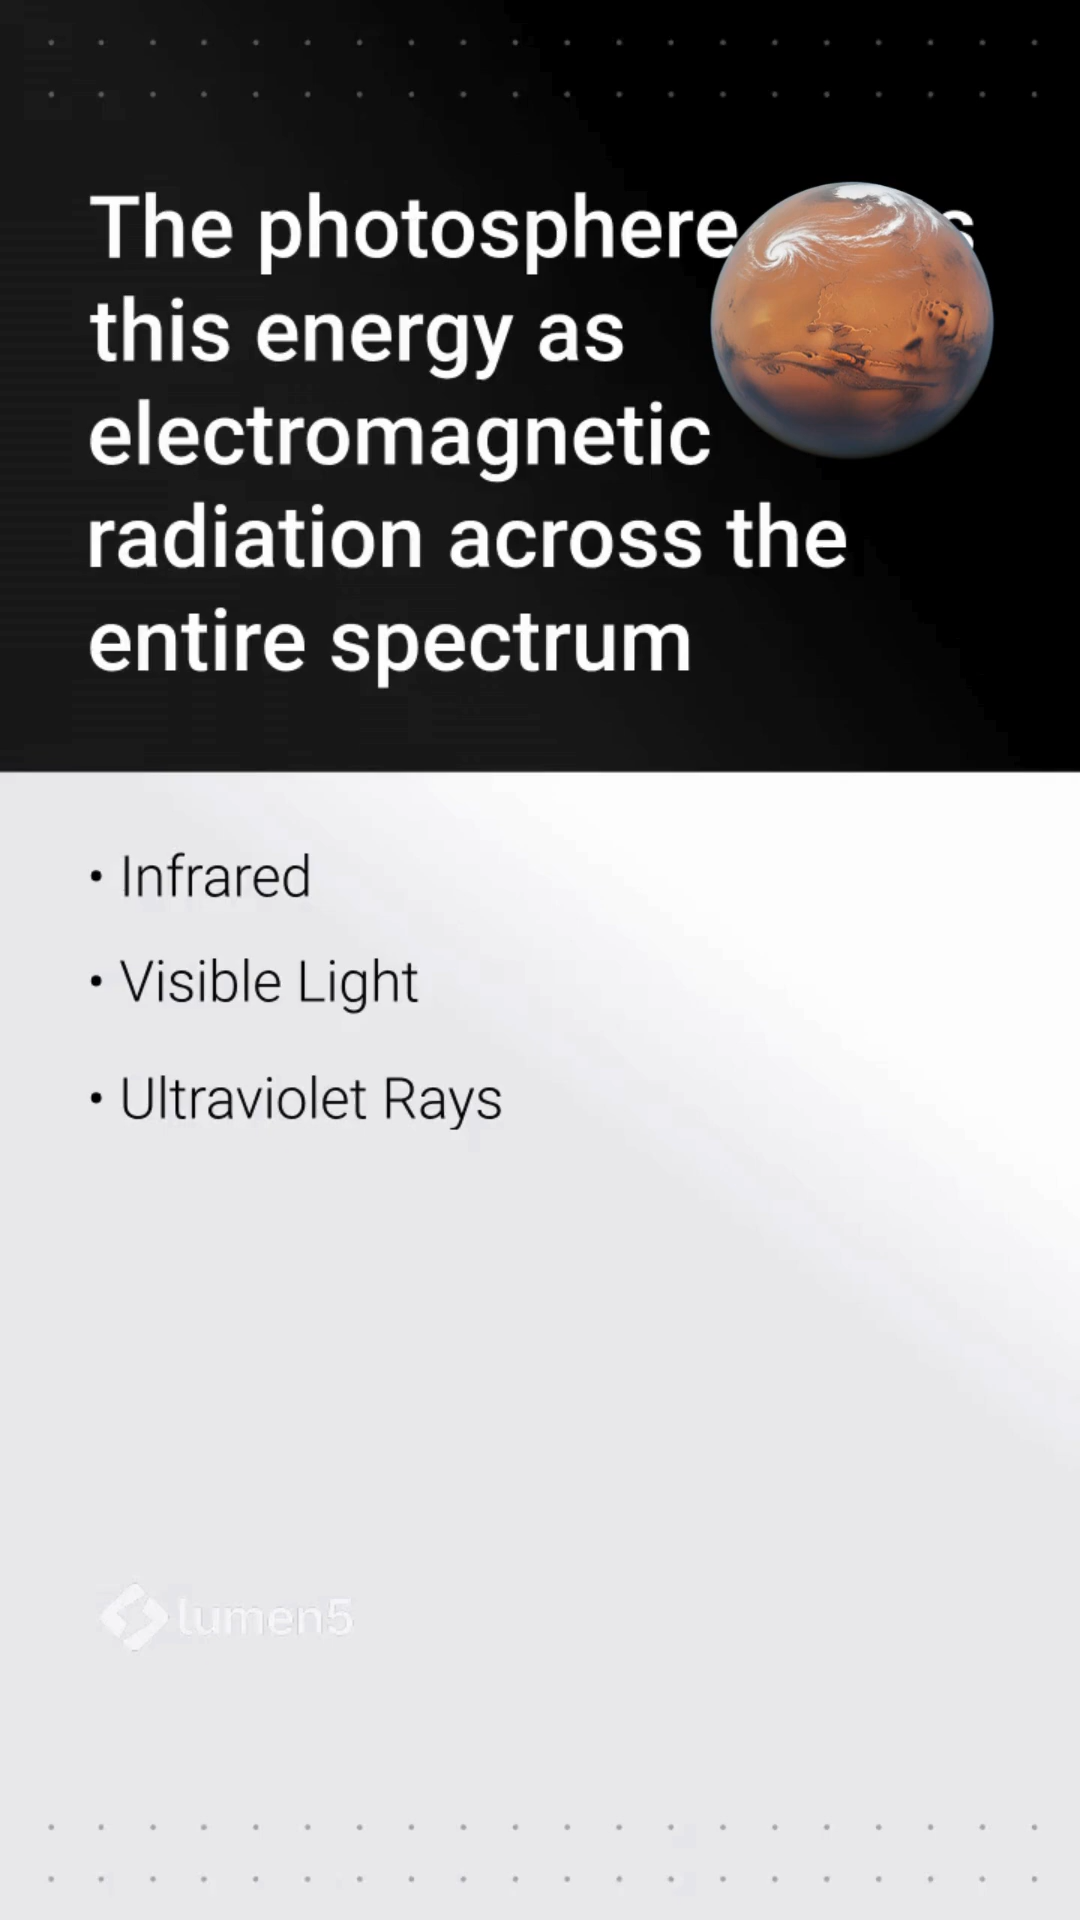 The photosphere
this energy as
electromagnetic
radiation across the
entire spectrum
• Infrared
• Visible Light
• Ultraviolet Rays
lumen5